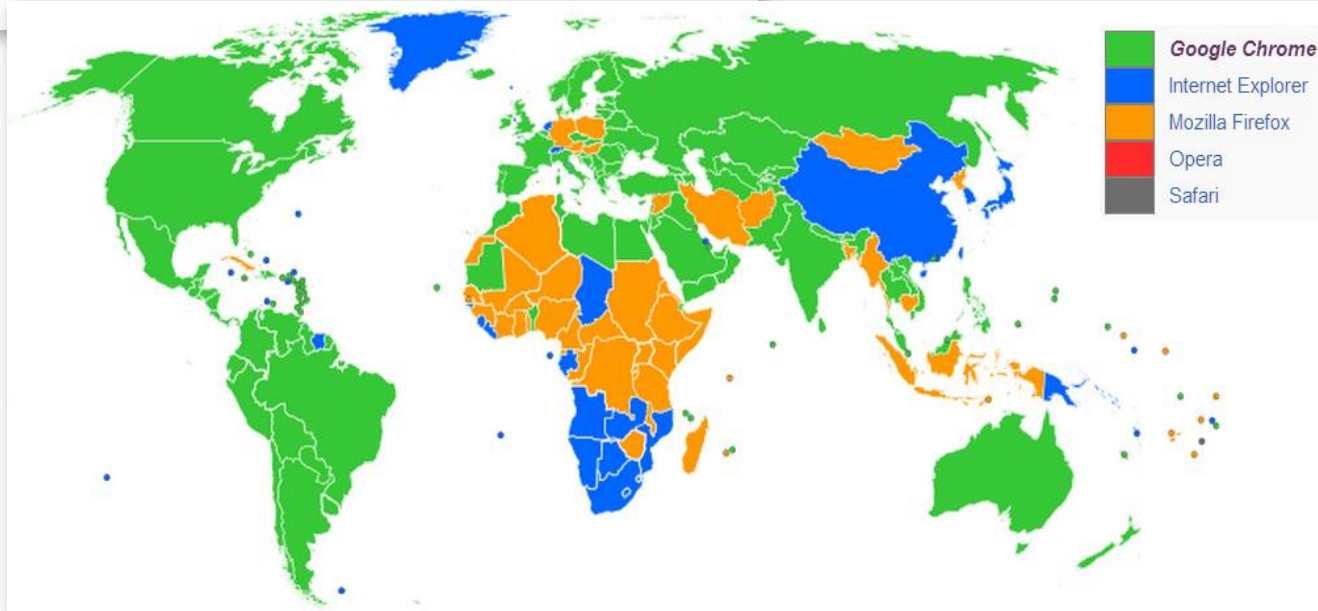 Google Chrome
Internet Explorer
Mozilla Firefox
Opera
Safari